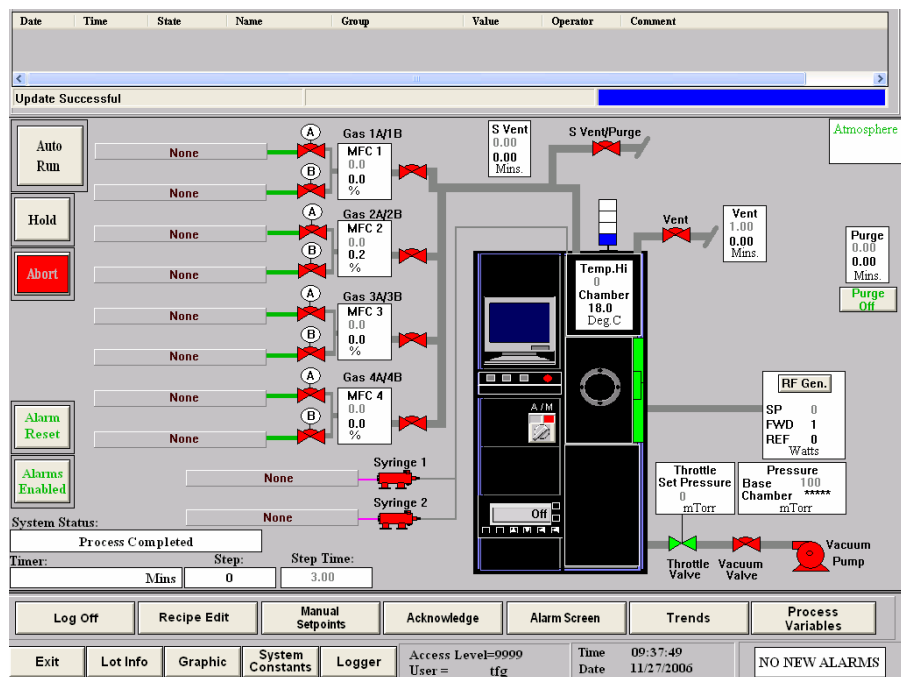 Date Time State Name Group Value Operator Comment
Update Successful
Auto Run
Hold
Abort
Alarm Reset
Alarms Enabled
None
A
Gas 1A/1B
MFC 1
0.0
0.0
%
None
B
None
A
Gas 2A/2B
MFC 2
0.0
0.2
%
None
B
None
A
Gas 3A/3B
MFC 3
0.0
0.0
%
None
B
None
A
Gas 4A/4B
MFC 4
0.0
0.0
%
None
B
None
Syringe 1
None
Syringe 2
S Vent
0.00
0.00
Mins.
S Vent/Purge
Atmosphere
Vent
Vent
1.00
0.00
Mins.
Purge
0.00
0.00
Mins.
Purge Off
Temp.Hi
0
Chamber
18.0
Deg.C
A / M
Off
RF Gen.
SP 0
FWD 1
REF 0
Watts
Throttle
Set Pressure
0
mTorr
Pressure
Base 100
Chamber *****
mTorr
Throttle Valve
Vacuum Valve
Vacuum Pump
System Status:
Process Completed
Timer: Step: Step Time:
Mins 0 3.00
Log Off Recipe Edit Manual Setpoints Acknowledge Alarm Screen Trends Process Variables
Exit Lot Info Graphic System Constants Logger
Access Level=9999
User = tfg
Time 09:37:49
Date 11/27/2006
NO NEW ALARMS